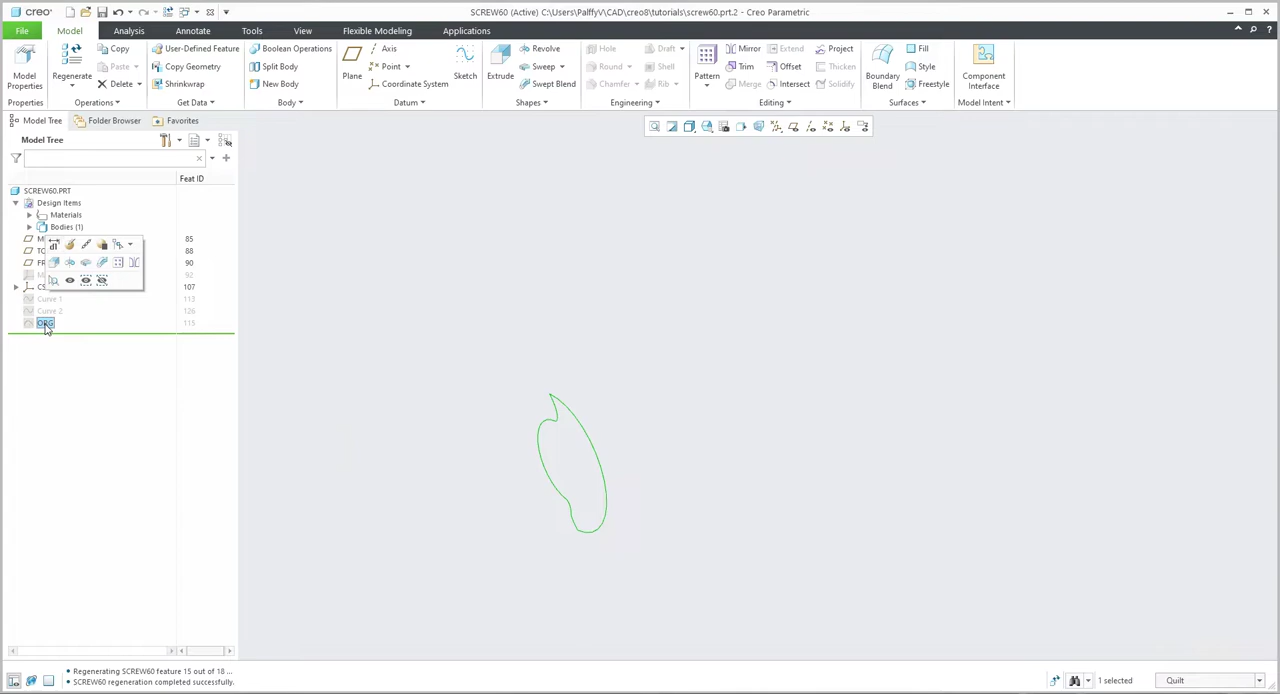 creo SCREW60 (Active) C:\Users\PalffyV\CAD\creo8\tutorials\screw60.prt.2 - Creo Parametric
File Model Analysis Annotate Tools View Flexible Modeling Applications
Model Properties
Properties
Regenerate
Copy
Paste
Delete
Operations
User-Defined Feature
Copy Geometry
Shrinkwrap
Get Data
Boolean Operations
Split Body
New Body
Body
Plane
Axis
Point
Coordinate System
Sketch
Datum
Extrude
Revolve
Sweep
Swept Blend
Shapes
Hole
Round
Chamfer
Draft
Shell
Rib
Engineering
Pattern
Mirror
Trim
Merge
Extend
Offset
Intersect
Project
Thicken
Solidify
Editing
Boundary Blend
Fill
Style
Freestyle
Surfaces
Component Interface
Model Intent
Model Tree Folder Browser Favorites
Model Tree
Feat ID
SCREW60.PRT
Design Items
Materials
Bodies (1)
85
88
90
92
107
Curve 1 113
Curve 2 126
ORG 115
• Regenerating SCREW60 feature 15 out of 18 ...
• SCREW60 regeneration completed successfully.
1 selected
Quilt